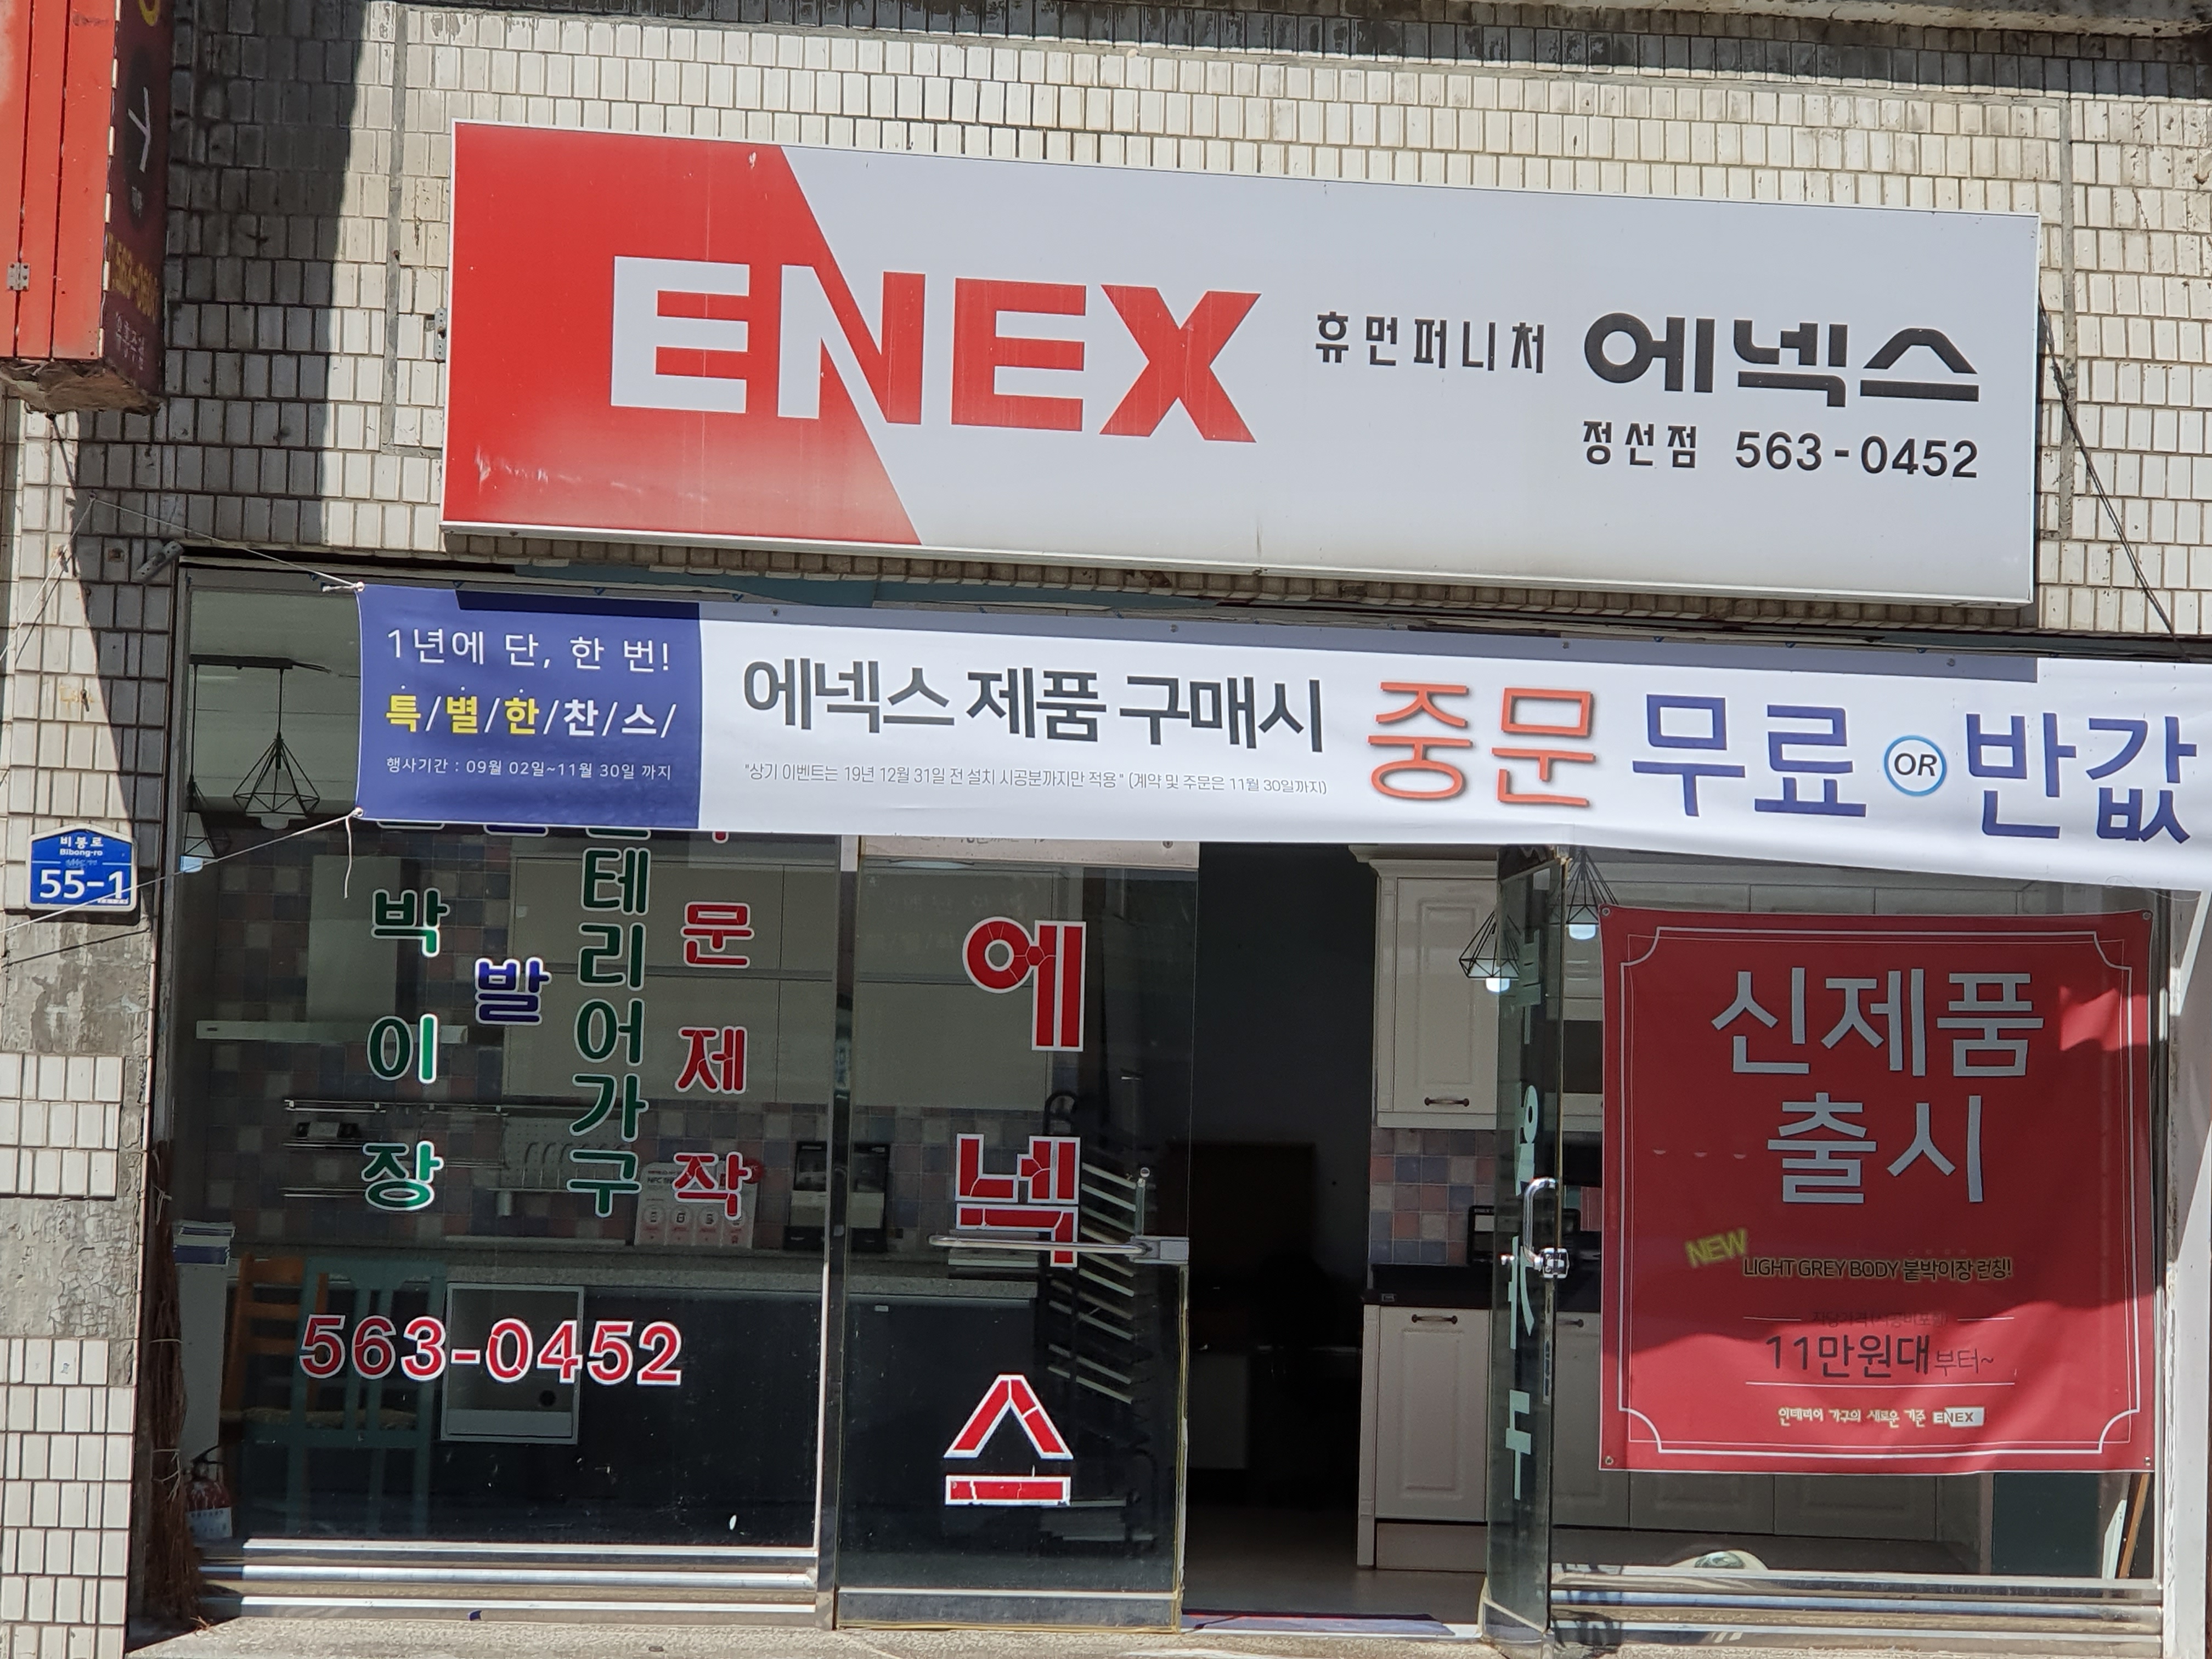 ENEX 휴먼퍼니처 에넥스
정선점 563-0452
1년에 단, 한 번!
특/별/한/찬/스/
행사기간 : 09월 02일~11월 30일 까지
에넥스 제품 구매시 중문 무료 OR 반값
"상기 이벤트는 19년 12월 31일 전 설치 시공분까지만 적용" (계약 및 주문은 11월 30일까지)
비봉로
Bibong-ro
55-1
박이장
발
테리어가구
문제작
563-0452
에넥스
신제품
출시
NEW
LIGHT GREY BODY 붙박이장 런칭!
11만원대부터~
인테리어 가구의 새로운 기준 ENEX